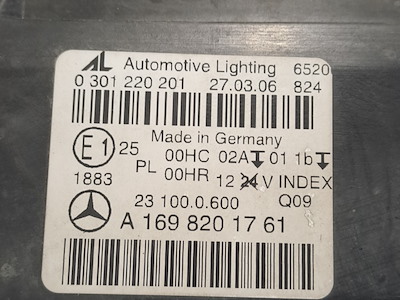 AL Automotive Lighting 6520
0 301 220 201 27.03.06 824
Made in Germany
E1 25 00HC 02A 01 1b
PL 00HR 12 24 V INDEX
1883
23 100.0.600 Q09
A 169 820 17 61